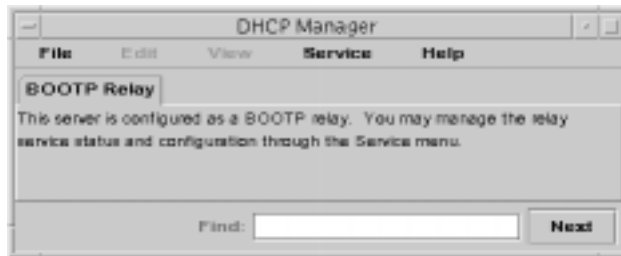 DHCP Manager
File Edit View Service Help
BOOTP Relay
This server is configured as a BOOTP relay. You may manage the relay
service status and configuration through the Service menu.
Find: Next